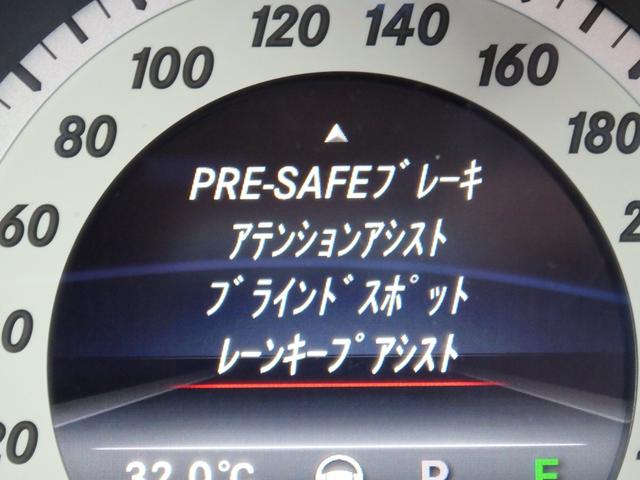 120 140
100 160
80 180
60
PRE-SAFEﾌﾞﾚｰｷ
ｱﾃﾝｼｮﾝｱｼｽﾄ
ﾌﾞﾗｲﾝﾄﾞｽﾎﾟｯﾄ
ﾚｰﾝｷｰﾌﾟｱｼｽﾄ
32.0℃